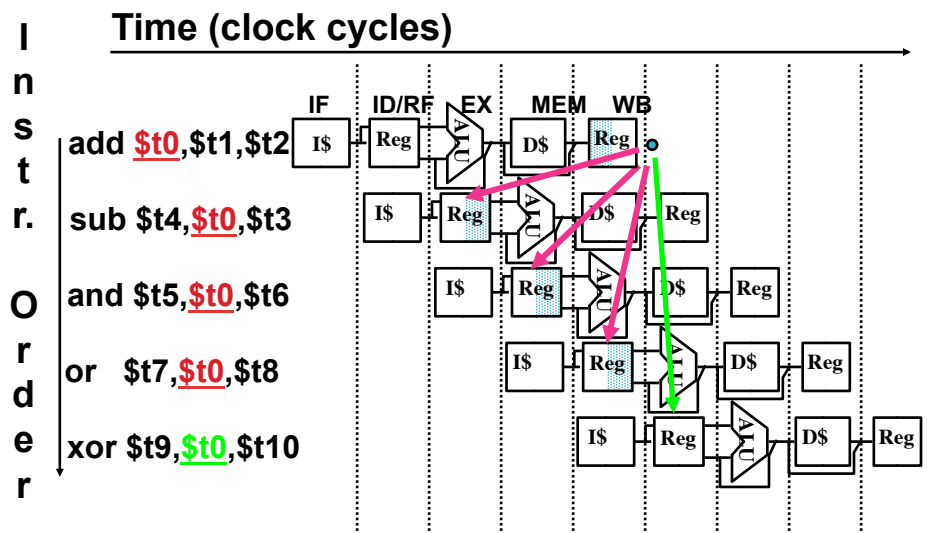 Time (clock cycles)
Instr. Order
IF ID/RF EX MEM WB
add $t0,$t1,$t2 I$ Reg ALU D$ Reg
sub $t4,$t0,$t3 I$ Reg ALU D$ Reg
and $t5,$t0,$t6 I$ Reg ALU D$ Reg
or $t7,$t0,$t8 I$ Reg ALU D$ Reg
xor $t9,$t0,$t10 I$ Reg ALU D$ Reg